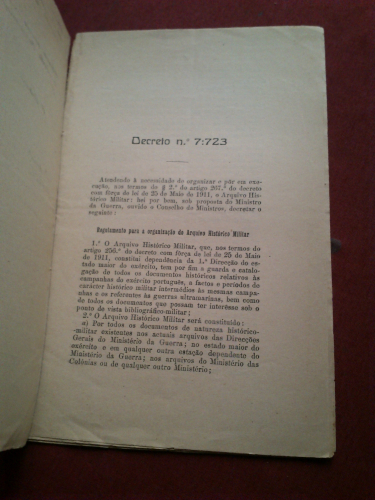 Decreto n.º 7:723
Atendendo à necessidade de organizar e pôr em exe-
cução, nos termos do § 2.º do artigo 261.º do decreto
com fôrça de lei de 25 de Maio de 1911, o Arquivo His-
tórico Militar: hei por bem, sob proposta do Ministro
da Guerra, ouvido o Conselho de Ministros, decretar o
seguinte:
Regulamento para a organização do Arquivo Histórico Militar
1.º O Arquivo Histórico Militar, que, nos termos do
artigo 256.º do decreto com fôrça de lei de 25 de Maio
de 1911, constitui dependência da 1.ª Direcção do es-
tado maior do exército, tem por fim a guarda e catalo-
gação de todos os documentos históricos relativos às
campanhas do exército português, a factos e períodos de
carácter histórico militar intermédios às mesmas campa-
nhas e os referentes às guerras ultramarinas, bem como
de todos os documentos que possam ter interêsse sob o
ponto de vista bibliográfico-militar;
2.º O Arquivo Histórico Militar será constituído:
a) Por todos os documentos de natureza histórico-
-militar existentes nos actuais arquivos das Direcções
Gerais do Ministério da Guerra; no estado maior do
exército e em qualquer outra estação dependente do
Ministério da Guerra; nos arquivos do Ministério das
Colónias ou de qualquer outro Ministério;